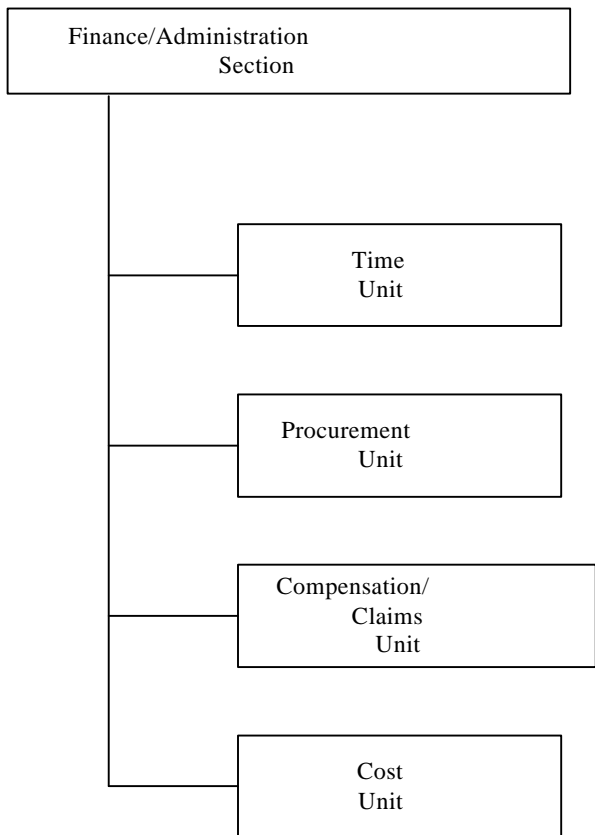 Finance/Administration
Section
Time
Unit
Procurement
Unit
Compensation/
Claims
Unit
Cost
Unit